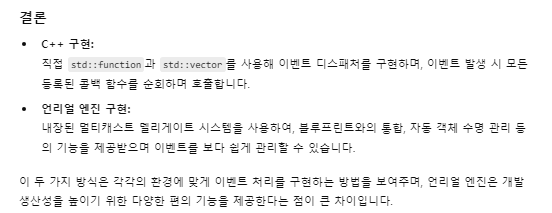 결론
• C++ 구현:
직접 std::function과 std::vector를 사용해 이벤트 디스패처를 구현하며, 이벤트 발생 시 모든
등록된 콜백 함수를 순회하며 호출합니다.
• 언리얼 엔진 구현:
내장된 멀티캐스트 델리게이트 시스템을 사용하여, 블루프린트와의 통합, 자동 객체 수명 관리 등
의 기능을 제공받으며 이벤트를 보다 쉽게 관리할 수 있습니다.
이 두 가지 방식은 각각의 환경에 맞게 이벤트 처리를 구현하는 방법을 보여주며, 언리얼 엔진은 개발
생산성을 높이기 위한 다양한 편의 기능을 제공한다는 점이 큰 차이입니다.